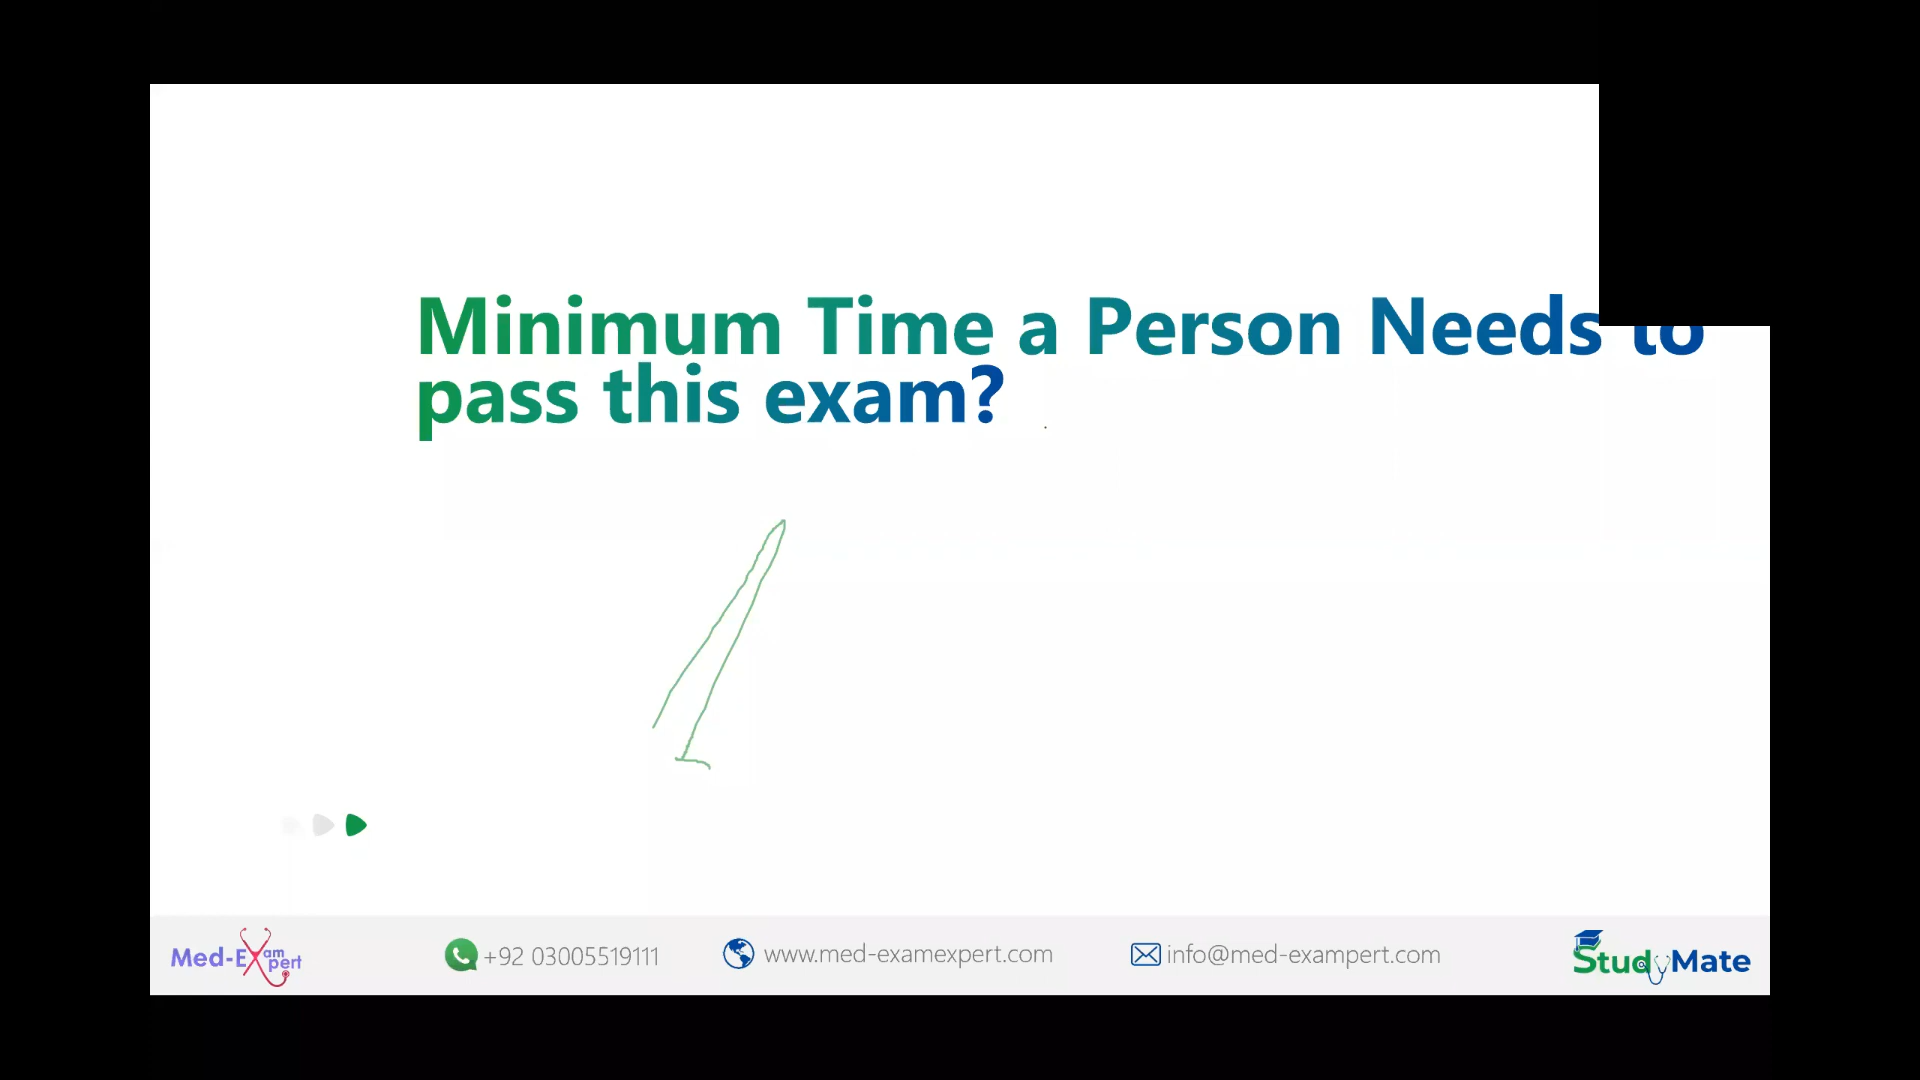 Minimum Time a Person Needs to
pass this exam?
Med-Exam Expert
+92 03005519111
www.med-examexpert.com
info@med-exampert.com
StudyMate